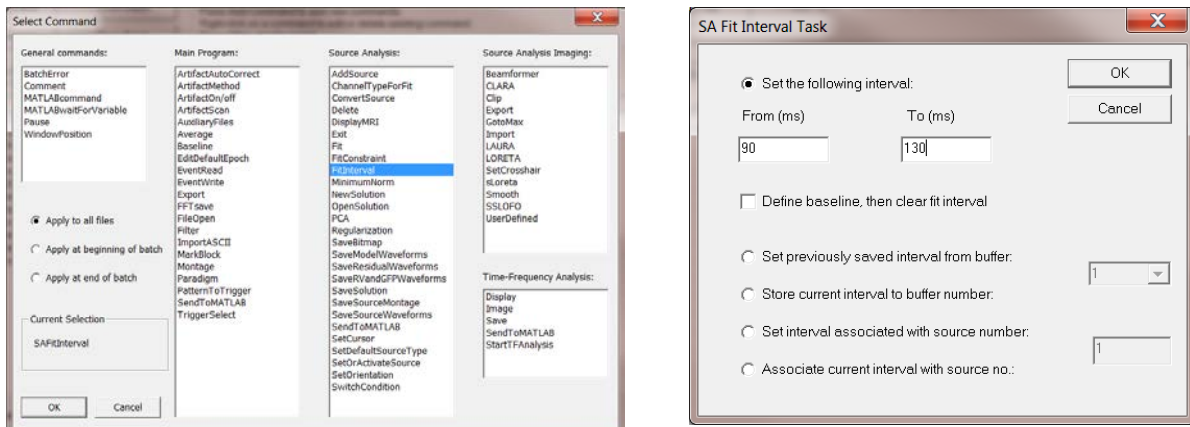 Select Command
General commands:
BatchError
Comment
MATLABcommand
MATLABwaitForVariable
Pause
WindowPosition
Apply to all files
Apply at beginning of batch
Apply at end of batch
Current Selection
SAFitInterval
OK
Cancel
Main Program:
ArtifactAutoCorrect
ArtifactMethod
ArtifactOn/off
ArtifactScan
AuxiliaryFiles
Average
Baseline
EditDefaultEpoch
EventRead
EventWrite
Export
FFTsave
FileOpen
Filter
ImportASCII
MarkBlock
Montage
Paradigm
PatternToTrigger
SendToMATLAB
TriggerSelect
Source Analysis:
AddSource
ChannelTypeForFit
ConvertSource
Delete
DisplayMRI
Exit
Fit
FitConstraint
FitInterval
MinimumNorm
NewSolution
OpenSolution
PCA
Regularization
SaveBitmap
SaveModelWaveforms
SaveResidualWaveforms
SaveRVandGFPWaveforms
SaveSolution
SaveSourceMontage
SaveSourceWaveforms
SendToMATLAB
SetCursor
SetDefaultSourceType
SetOrActivateSource
SetOrientation
SwitchCondition
Source Analysis Imaging:
Beamformer
CLARA
Clip
Export
GotoMax
Import
LAURA
LORETA
SetCrosshair
sLoreta
Smooth
SSLOFO
UserDefined
Time-Frequency Analysis:
Display
Image
Save
SendToMATLAB
StartTFAnalysis
SA Fit Interval Task
Set the following interval:
From (ms) To (ms)
90 130
OK
Cancel
Define baseline, then clear fit interval
Set previously saved interval from buffer:
1
Store current interval to buffer number:
Set interval associated with source number:
1
Associate current interval with source no.: